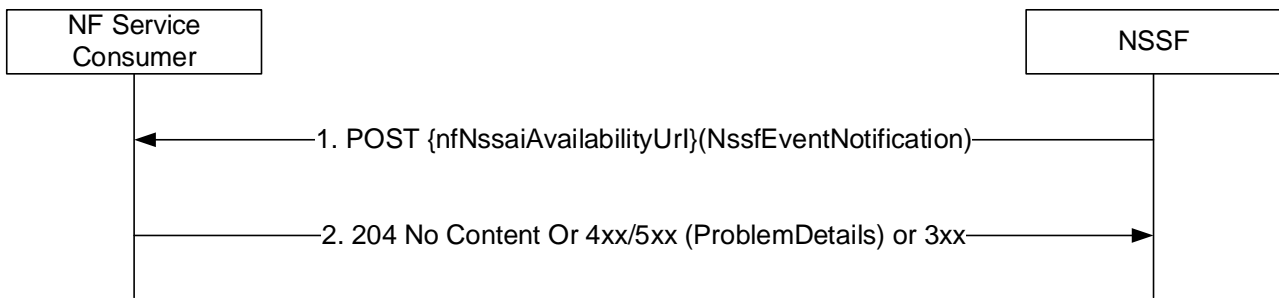 NF Service
Consumer
NSSF
1. POST {nfNssaiAvailabilityUrl}(NssfEventNotification)
2. 204 No Content Or 4xx/5xx (ProblemDetails) or 3xx